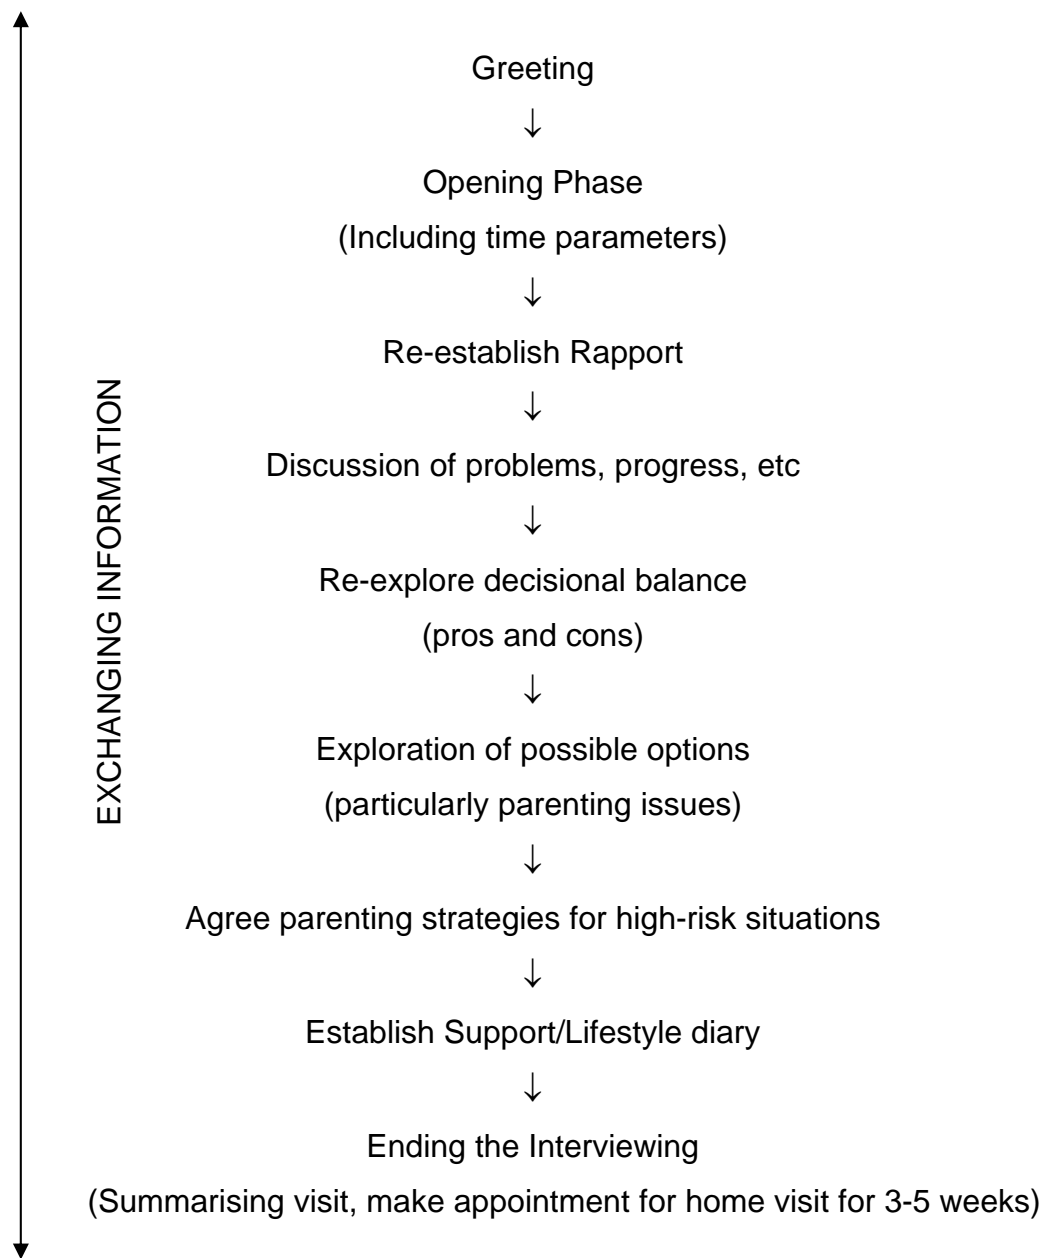 Greeting
↓
Opening Phase
(Including time parameters)
↓
Re-establish Rapport
↓
Discussion of problems, progress, etc
↓
Re-explore decisional balance
(pros and cons)
↓
Exploration of possible options
(particularly parenting issues)
↓
Agree parenting strategies for high-risk situations
↓
Establish Support/Lifestyle diary
↓
Ending the Interviewing
(Summarising visit, make appointment for home visit for 3-5 weeks)
EXCHANGING INFORMATION